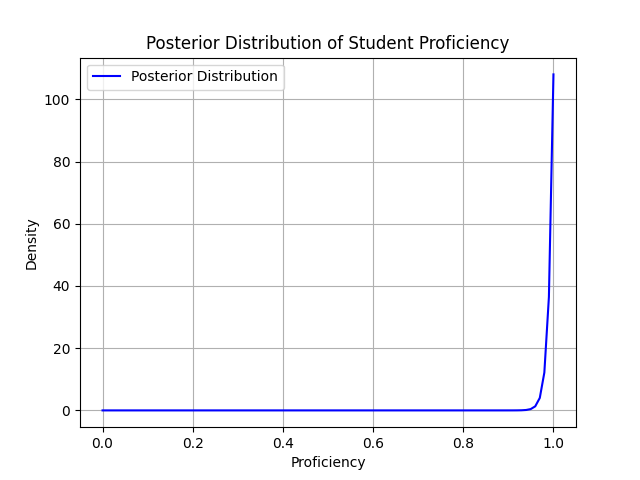 Posterior Distribution of Student Proficiency
Posterior Distribution
100
80
60
40
20
0
Density
0.0 0.2 0.4 0.6 0.8 1.0
Proficiency